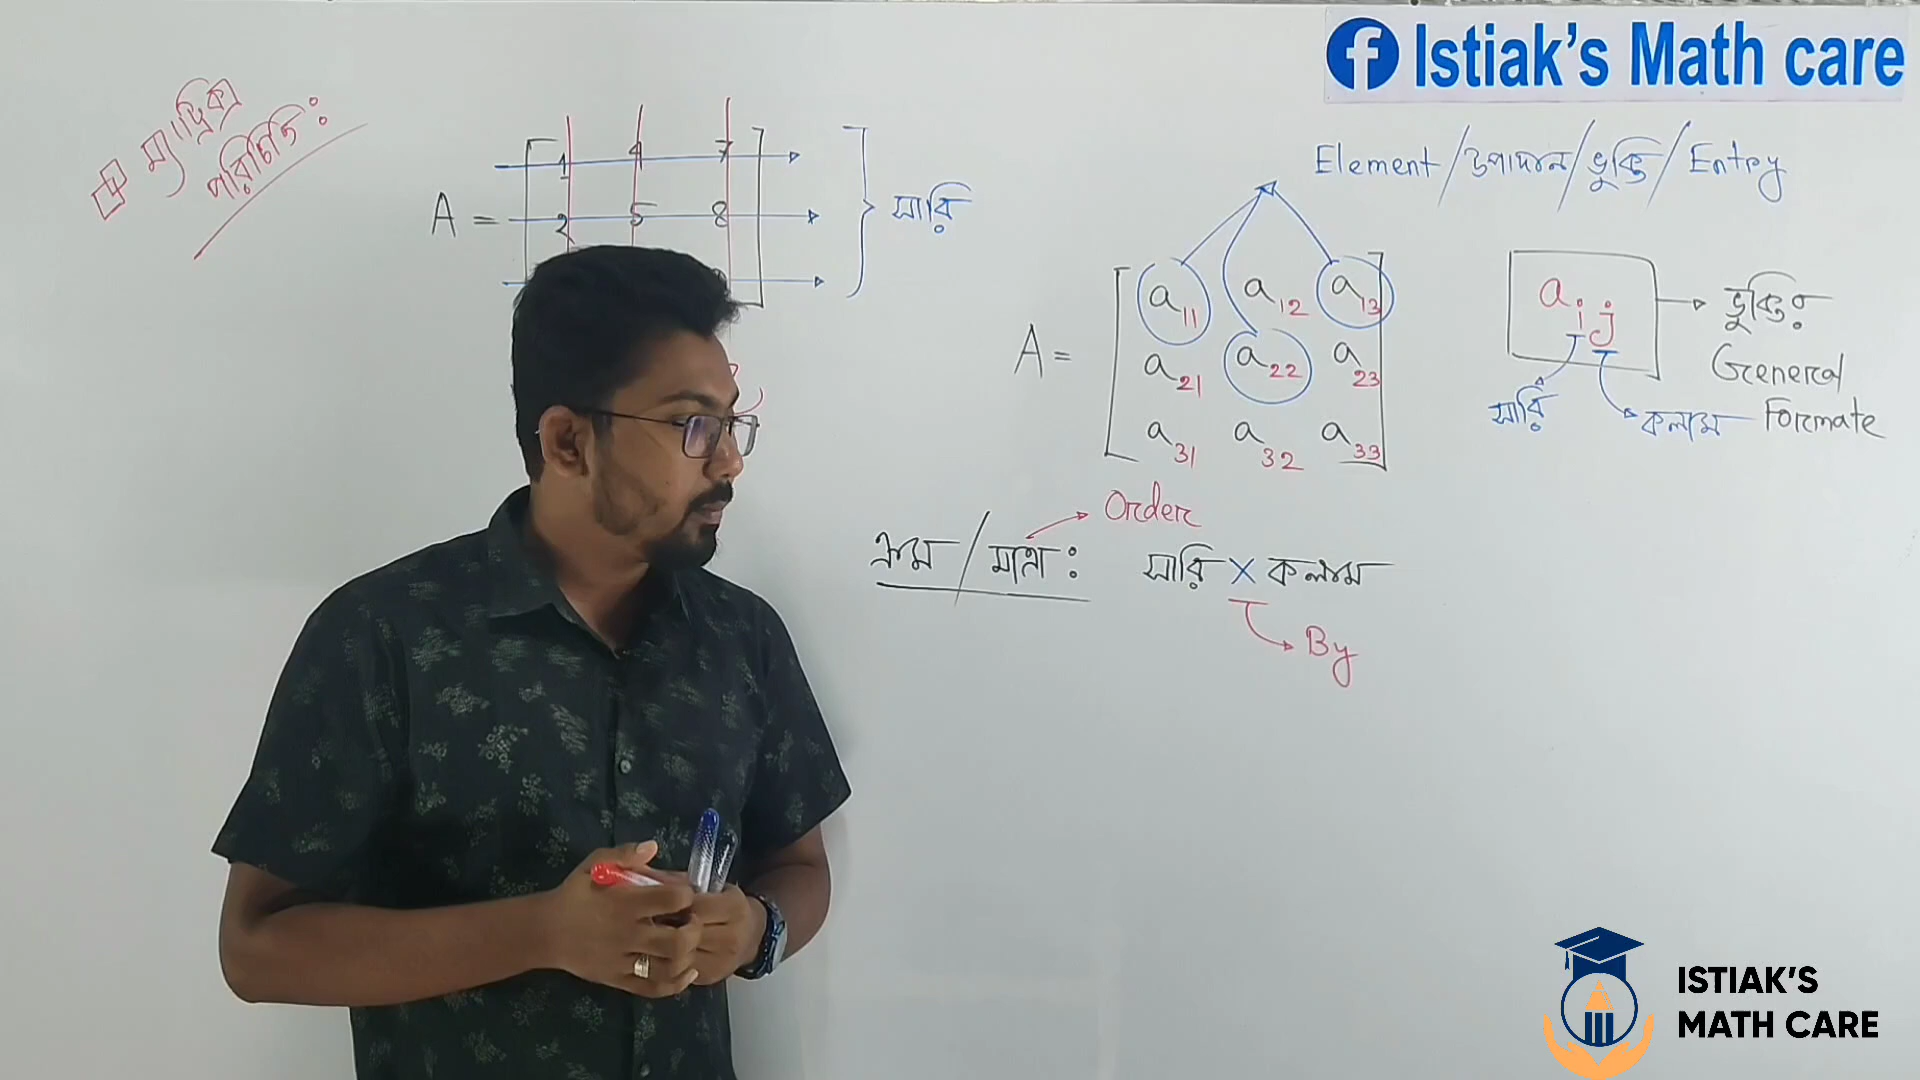 Istiak's Math care
ম্যাট্রিক্স
পরিচিতি :
Element / উপাদান / ভুক্তি / Entry
1 4 7
A = 2 5 8
} সারি
a11 a12 a13
A = a21 a22 a23
a31 a32 a33
aij → ভুক্তির
General
Formate
সারি
কলাম
Order
ক্রম / মাত্রা : সারি × কলাম
By
ISTIAK'S
MATH CARE